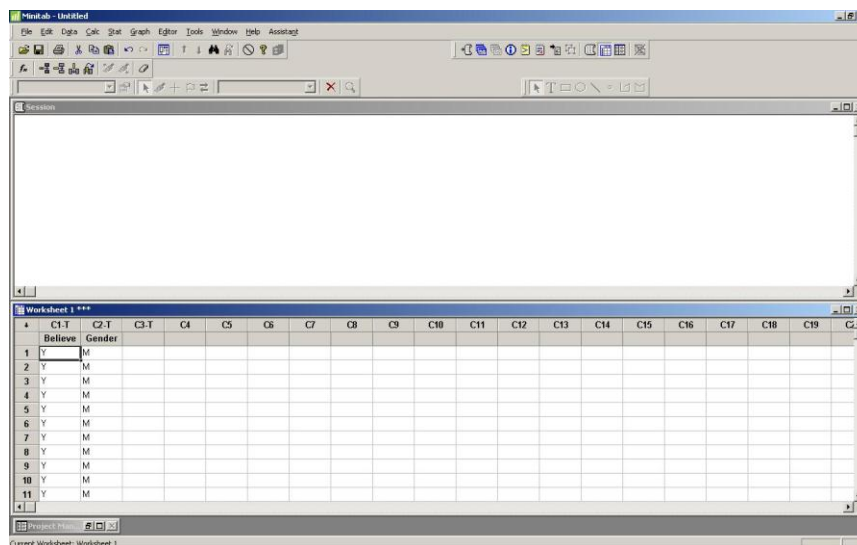 Minitab - Untitled
File Edit Data Calc Stat Graph Editor Tools Window Help Assistant
Session
Worksheet 1 ***
C1-T C2-T C3-T C4 C5 C6 C7 C8 C9 C10 C11 C12 C13 C14 C15 C16 C17 C18 C19
Believe Gender
1 Y M
2 Y M
3 Y M
4 Y M
5 Y M
6 Y M
7 Y M
8 Y M
9 Y M
10 Y M
11 Y M
Project Man...
Current Worksheet: Worksheet 1